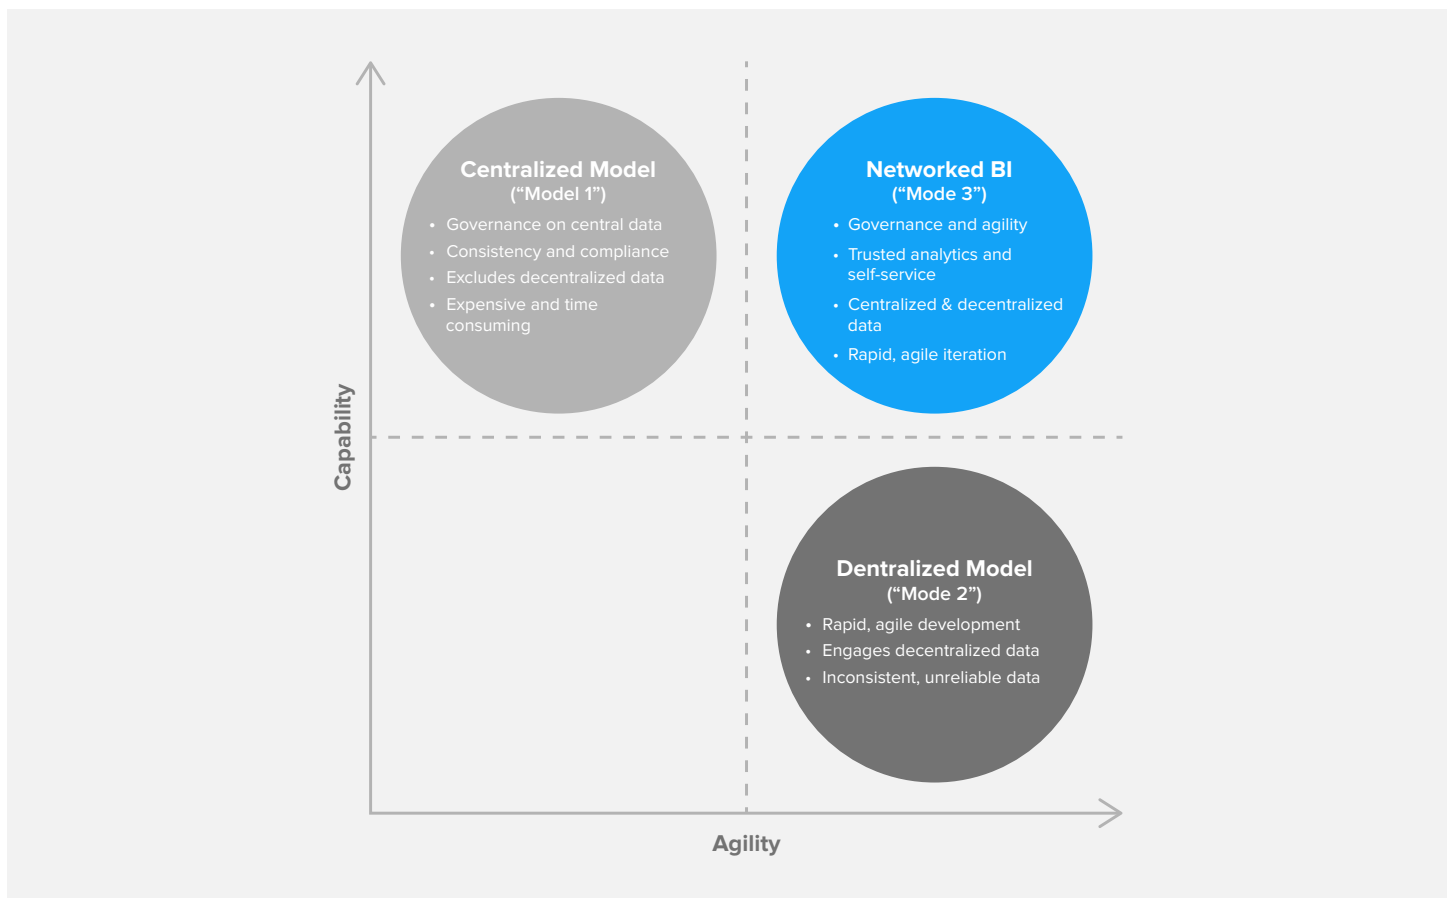 Centralized Model
(“Model 1”)
• Governance on central data
• Consistency and compliance
• Excludes decentralized data
• Expensive and time
consuming
Networked BI
(“Mode 3”)
• Governance and agility
• Trusted analytics and
self-service
• Centralized & decentralized
data
• Rapid, agile iteration
Capability
Dentralized Model
(“Mode 2”)
• Rapid, agile development
• Engages decentralized data
• Inconsistent, unreliable data
Agility